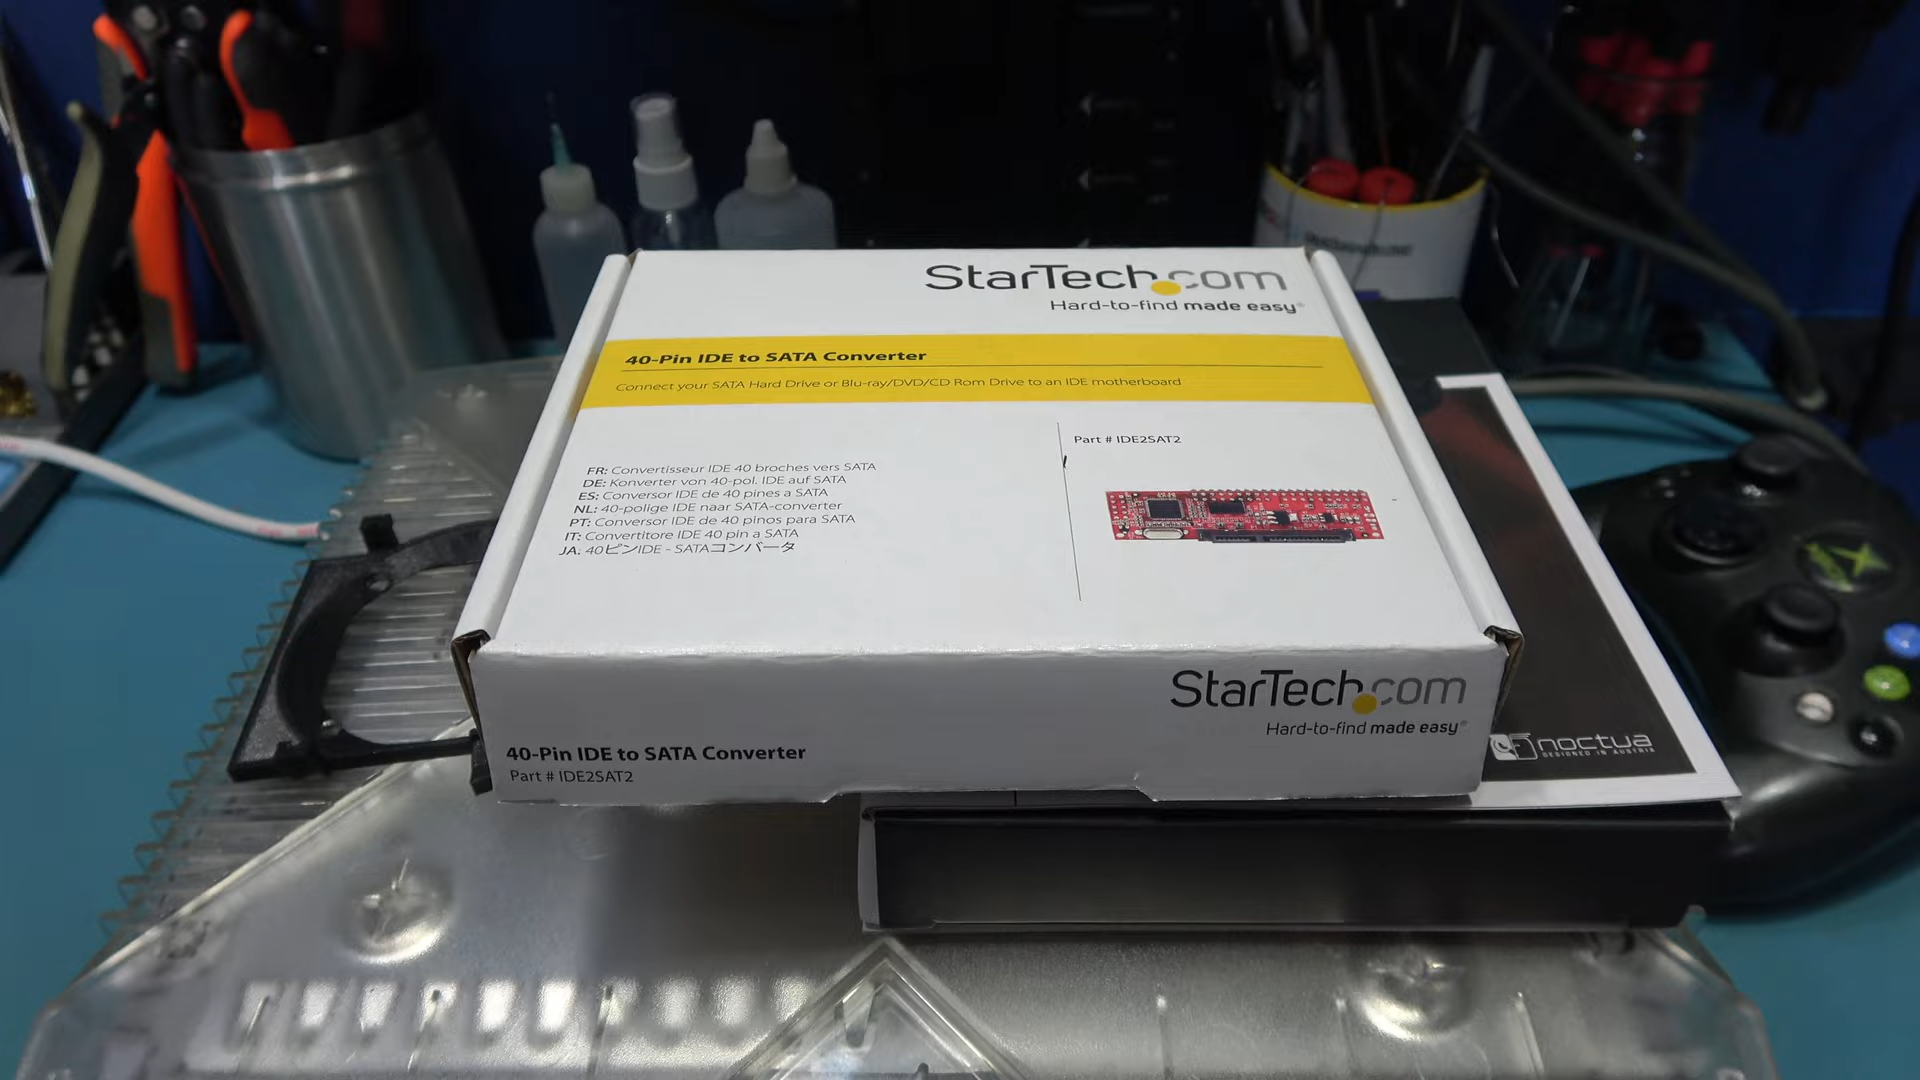 StarTech.com
Hard-to-find made easy®
40-Pin IDE to SATA Converter
Connect your SATA Hard Drive or Blu-ray/DVD/CD Rom Drive to an IDE motherboard
Part # IDE2SAT2
FR: Convertisseur IDE 40 broches vers SATA
DE: Konverter von 40-pol. IDE auf SATA
ES: Conversor IDE de 40 pines a SATA
NL: 40-polige IDE naar SATA-converter
PT: Conversor IDE de 40 pinos para SATA
IT: Convertitore IDE 40 pin a SATA
JA: 40ピンIDE - SATAコンバータ
StarTech.com
Hard-to-find made easy®
40-Pin IDE to SATA Converter
Part # IDE2SAT2
noctua
DESIGNED IN AUSTRIA